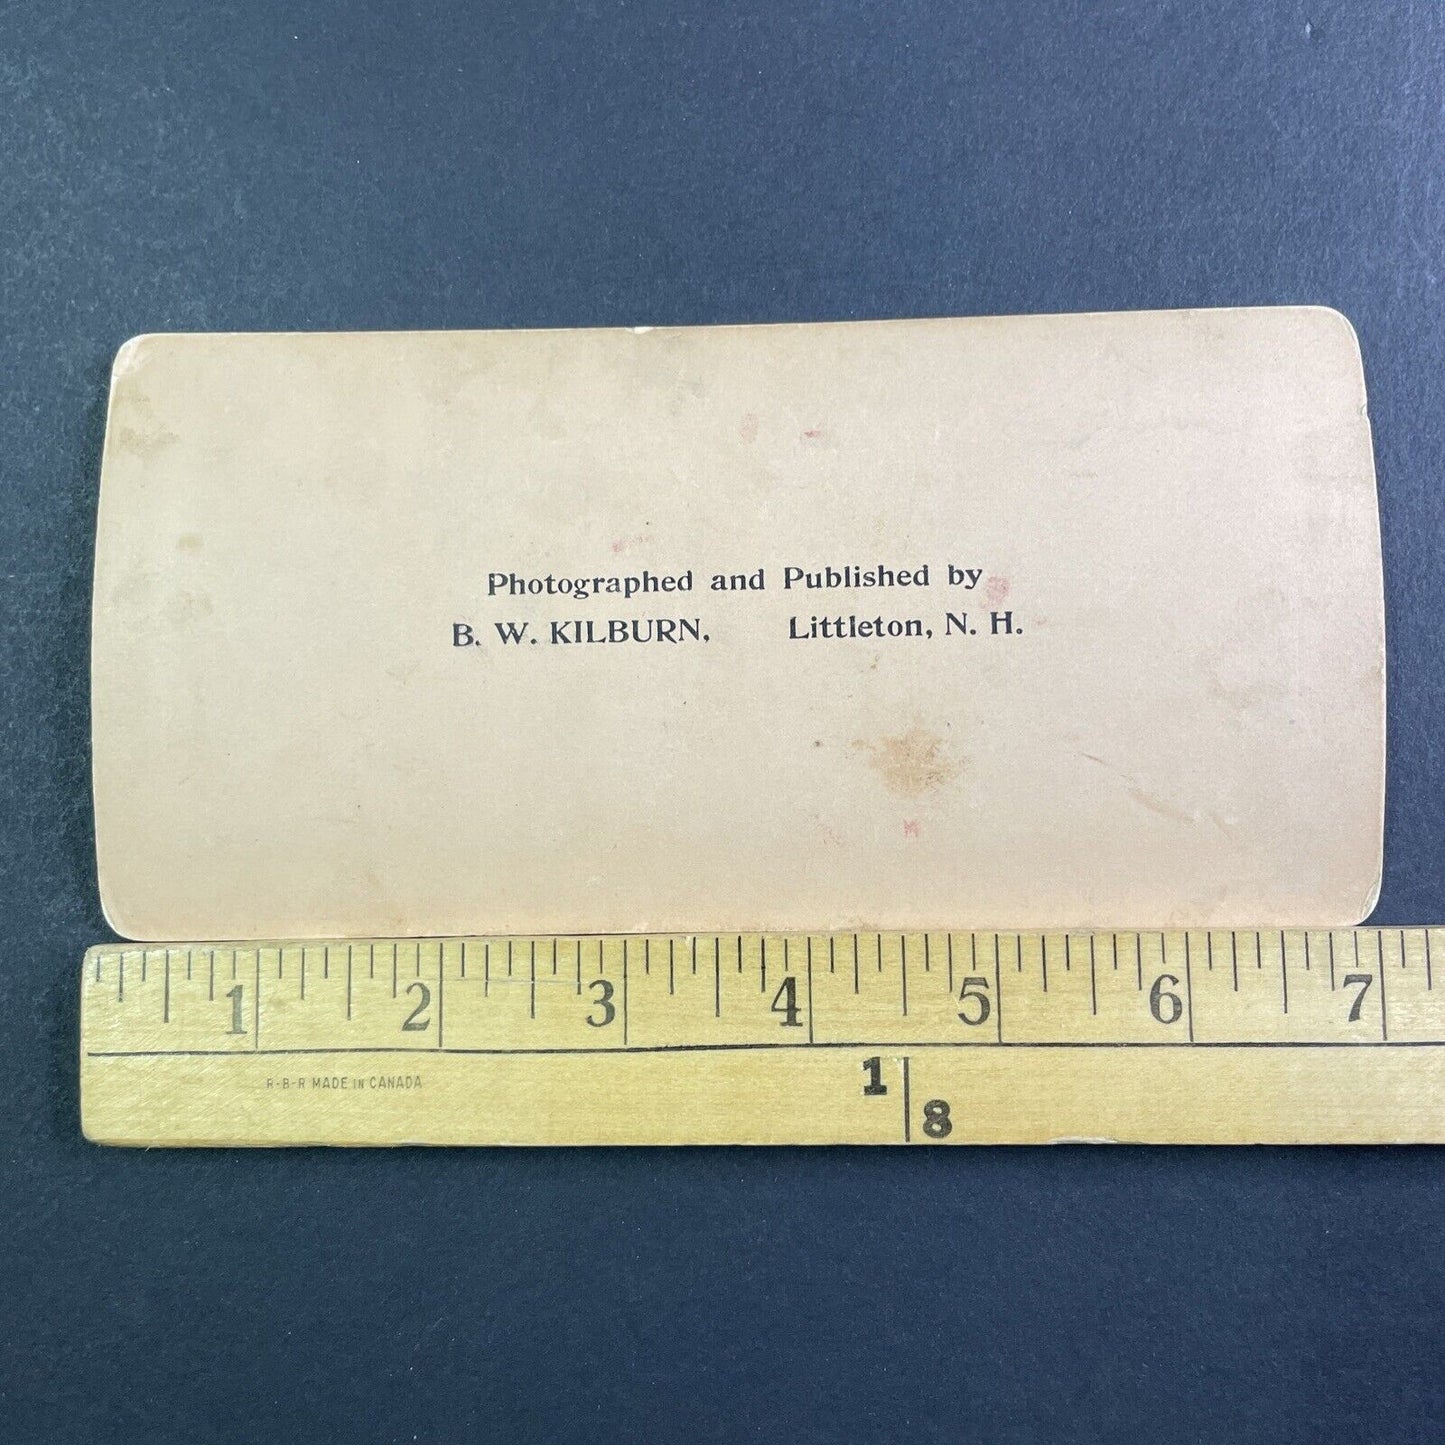 Photographed and Published by
B. W. KILBURN, Littleton, N. H.
1 2 3 4 5 6 7
R-B-R MADE IN CANADA
1
8